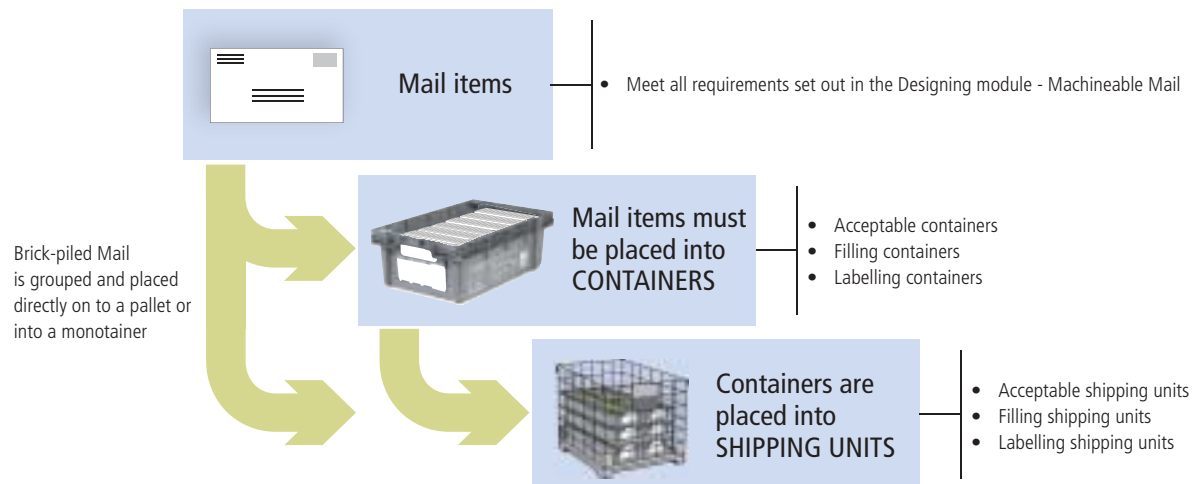 Mail items
• Meet all requirements set out in the Designing module - Machineable Mail
Mail items must
be placed into
CONTAINERS
• Acceptable containers
• Filling containers
• Labelling containers
Brick-piled Mail
is grouped and placed
directly on to a pallet or
into a monotainer
Containers are
placed into
SHIPPING UNITS
• Acceptable shipping units
• Filling shipping units
• Labelling shipping units